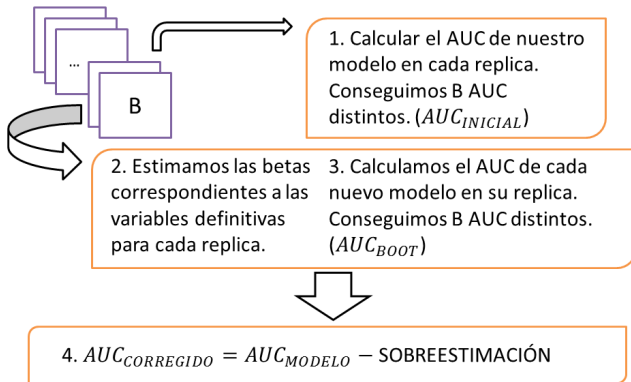 ...
B
1. Calcular el AUC de nuestro
modelo en cada replica.
Conseguimos B AUC
distintos. (AUC_INICIAL)
2. Estimamos las betas
correspondientes a las
variables definitivas
para cada replica.
3. Calculamos el AUC de cada
nuevo modelo en su replica.
Conseguimos B AUC distintos.
(AUC_BOOT)
4. AUC_CORREGIDO = AUC_MODELO − SOBREESTIMACIÓN